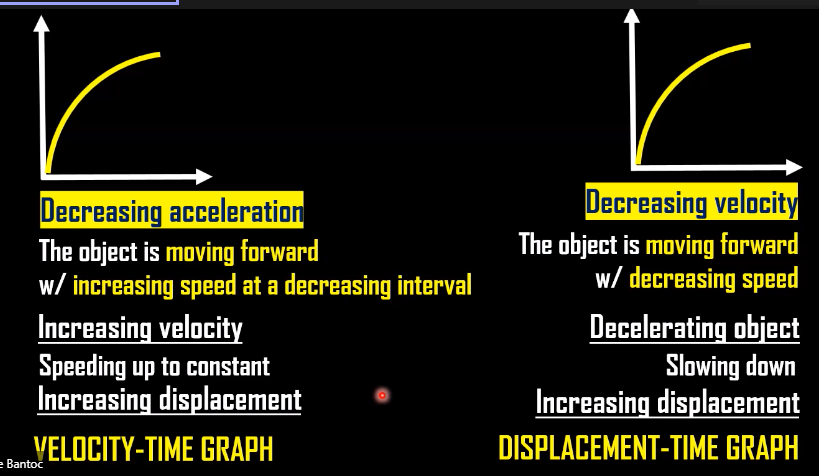 Decreasing acceleration
The object is moving forward
w/ increasing speed at a decreasing interval
Increasing velocity
Speeding up to constant
Increasing displacement
VELOCITY-TIME GRAPH
Decreasing velocity
The object is moving forward
w/ decreasing speed
Decelerating object
Slowing down
Increasing displacement
DISPLACEMENT-TIME GRAPH
e Bantoc